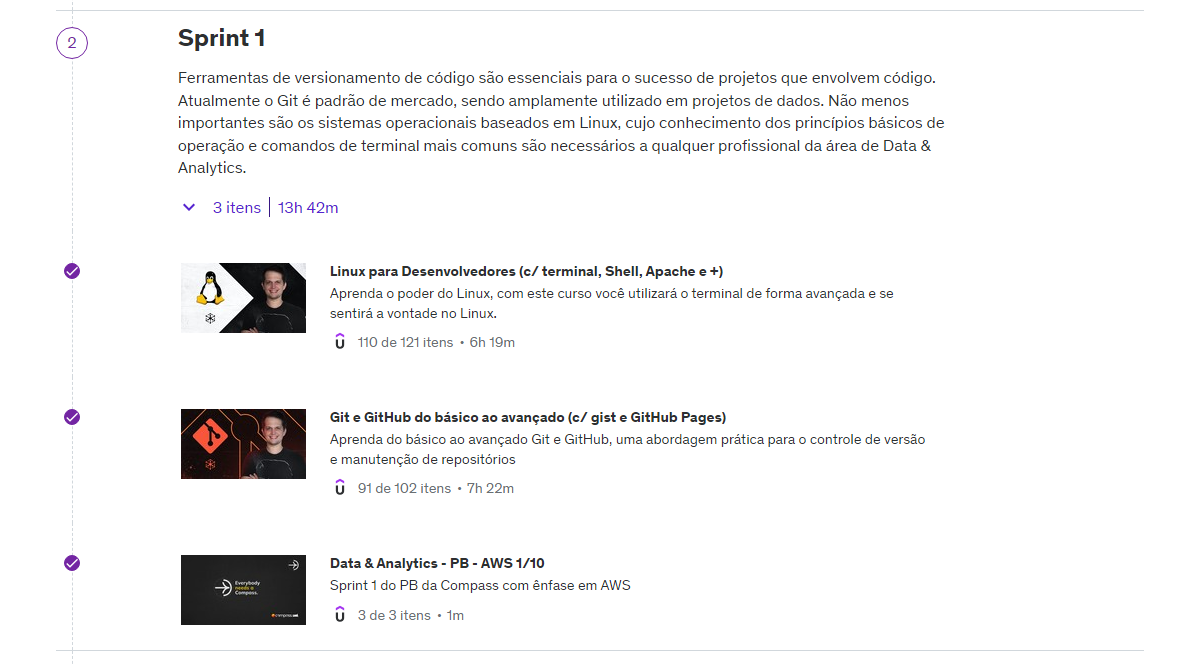 2
Sprint 1
Ferramentas de versionamento de código são essenciais para o sucesso de projetos que envolvem código.
Atualmente o Git é padrão de mercado, sendo amplamente utilizado em projetos de dados. Não menos
importantes são os sistemas operacionais baseados em Linux, cujo conhecimento dos princípios básicos de
operação e comandos de terminal mais comuns são necessários a qualquer profissional da área de Data &
Analytics.
3 itens | 13h 42m
Linux para Desenvolvedores (c/ terminal, Shell, Apache e +)
Aprenda o poder do Linux, com este curso você utilizará o terminal de forma avançada e se
sentirá a vontade no Linux.
110 de 121 itens • 6h 19m
Git e GitHub do básico ao avançado (c/ gist e GitHub Pages)
Aprenda do básico ao avançado Git e GitHub, uma abordagem prática para o controle de versão
e manutenção de repositórios
91 de 102 itens • 7h 22m
Everybody
needs a
Compass.
Data & Analytics - PB - AWS 1/10
Sprint 1 do PB da Compass com ênfase em AWS
3 de 3 itens • 1m